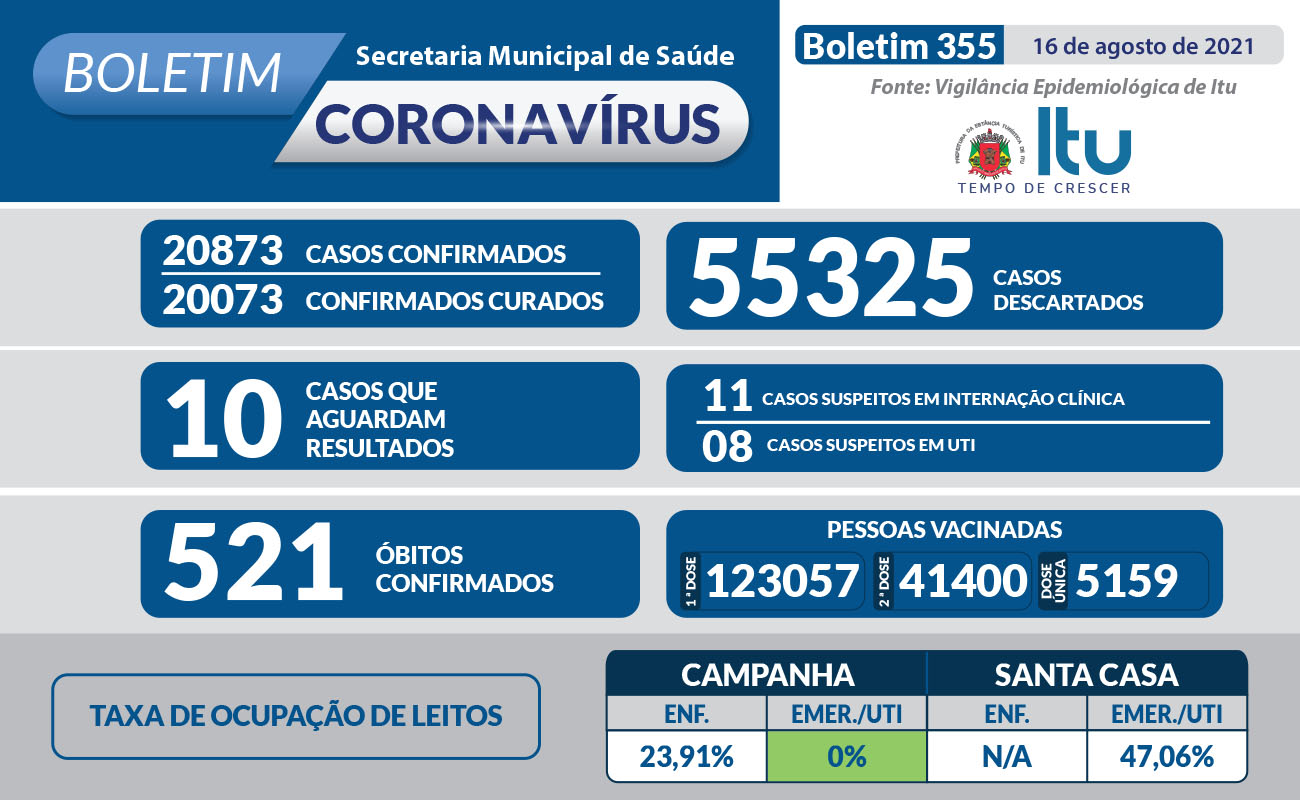 BOLETIM
Secretaria Municipal de Saúde
CORONAVÍRUS
Boletim 355
16 de agosto de 2021
Fonte: Vigilância Epidemiológica de Itu
PREFEITURA DA ESTÂNCIA TURÍSTICA DE ITU
Itu
TEMPO DE CRESCER
20873 CASOS CONFIRMADOS
20073 CONFIRMADOS CURADOS
55325 CASOS
DESCARTADOS
10 CASOS QUE
AGUARDAM
RESULTADOS
11 CASOS SUSPEITOS EM INTERNAÇÃO CLÍNICA
08 CASOS SUSPEITOS EM UTI
521 ÓBITOS
CONFIRMADOS
PESSOAS VACINADAS
1ª DOSE 123057
2ª DOSE 41400
DOSE
ÚNICA 5159
TAXA DE OCUPAÇÃO DE LEITOS
CAMPANHA SANTA CASA
ENF. EMER./UTI ENF. EMER./UTI
23,91% 0% N/A 47,06%